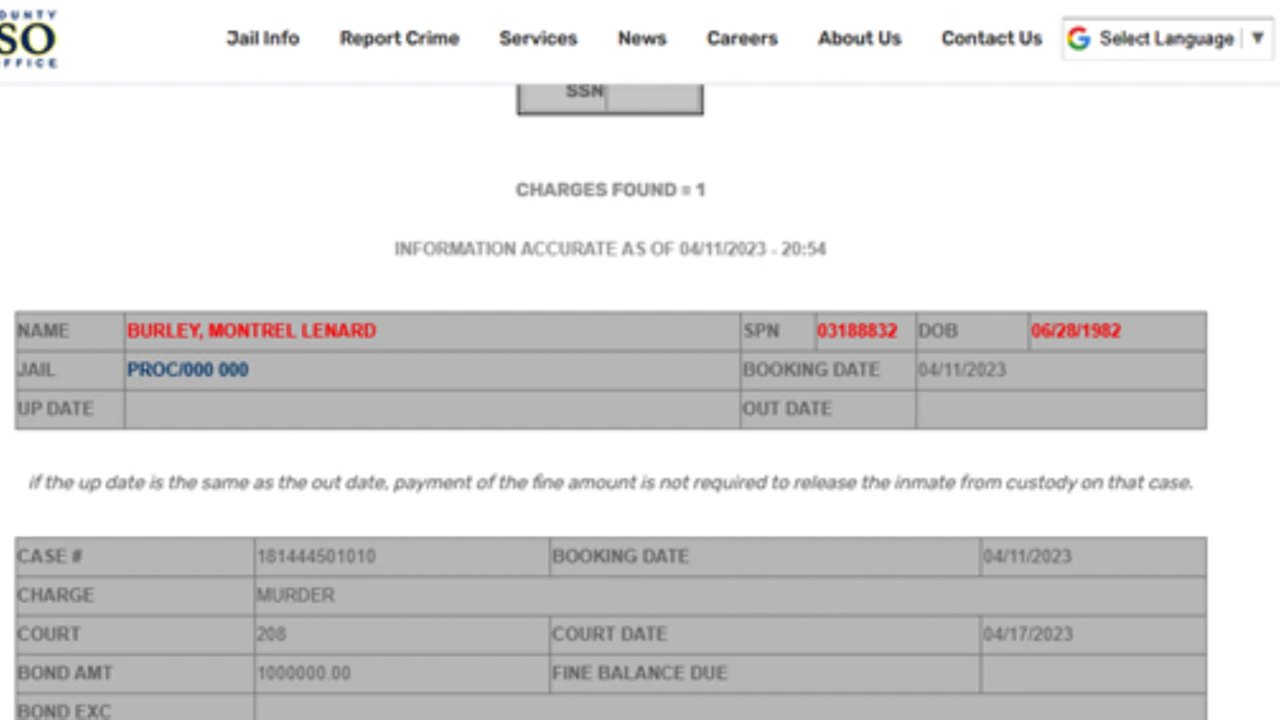 OUNTY
SO
OFFICE
Jail Info Report Crime Services News Careers About Us Contact Us Select Language ▼
SSN
CHARGES FOUND = 1
INFORMATION ACCURATE AS OF 04/11/2023 - 20:54
NAME BURLEY, MONTREL LENARD SPN 03188832 DOB 06/28/1982
JAIL PROC/000 000 BOOKING DATE 04/11/2023
UP DATE OUT DATE
if the up date is the same as the out date, payment of the fine amount is not required to release the inmate from custody on that case.
CASE # 181444501010 BOOKING DATE 04/11/2023
CHARGE MURDER
COURT 208 COURT DATE 04/17/2023
BOND AMT 1000000.00 FINE BALANCE DUE
BOND EXC